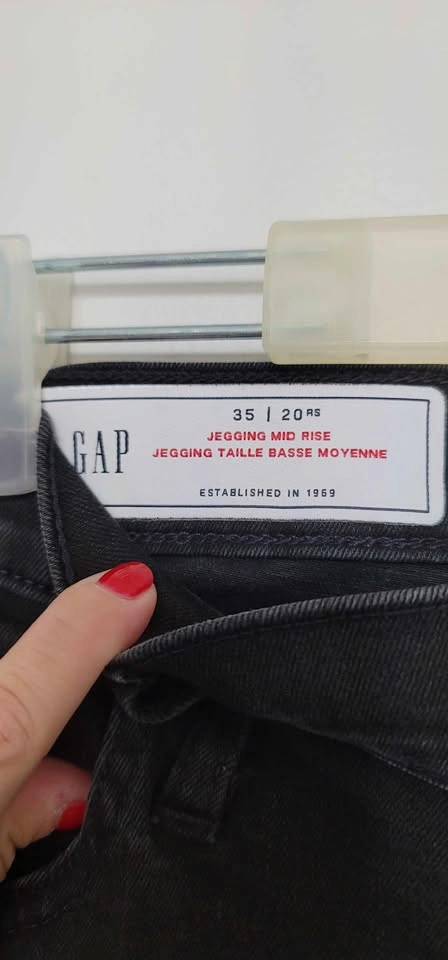 GAP
35 | 20RS
JEGGING MID RISE
JEGGING TAILLE BASSE MOYENNE
ESTABLISHED IN 1969